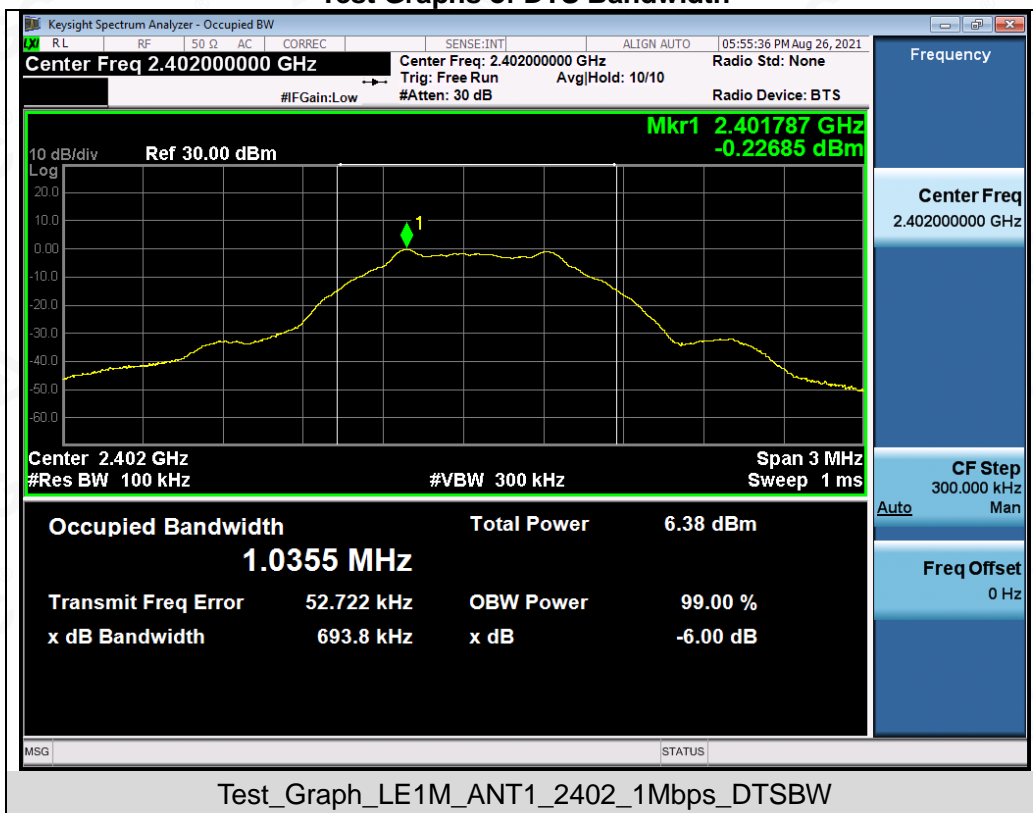 Test Graphs of DTS Bandwidth
Keysight Spectrum Analyzer - Occupied BW
LXI RL RF 50 Ω AC CORREC SENSE:INT ALIGN AUTO 05:55:36 PM Aug 26, 2021
Center Freq 2.402000000 GHz
Center Freq: 2.402000000 GHz
Radio Std: None
Trig: Free Run Avg|Hold: 10/10
#IFGain:Low #Atten: 30 dB Radio Device: BTS
Mkr1 2.401787 GHz
-0.22685 dBm
10 dB/div Ref 30.00 dBm
Log
20.0
10.0
1
0.00
-10.0
-20.0
-30.0
-40.0
-50.0
-60.0
Center 2.402 GHz Span 3 MHz
#Res BW 100 kHz #VBW 300 kHz Sweep 1 ms
Occupied Bandwidth Total Power 6.38 dBm
1.0355 MHz
Transmit Freq Error 52.722 kHz OBW Power 99.00 %
x dB Bandwidth 693.8 kHz x dB -6.00 dB
Frequency
Center Freq
2.402000000 GHz
CF Step
300.000 kHz
Auto Man
Freq Offset
0 Hz
MSG STATUS
Test_Graph_LE1M_ANT1_2402_1Mbps_DTSBW